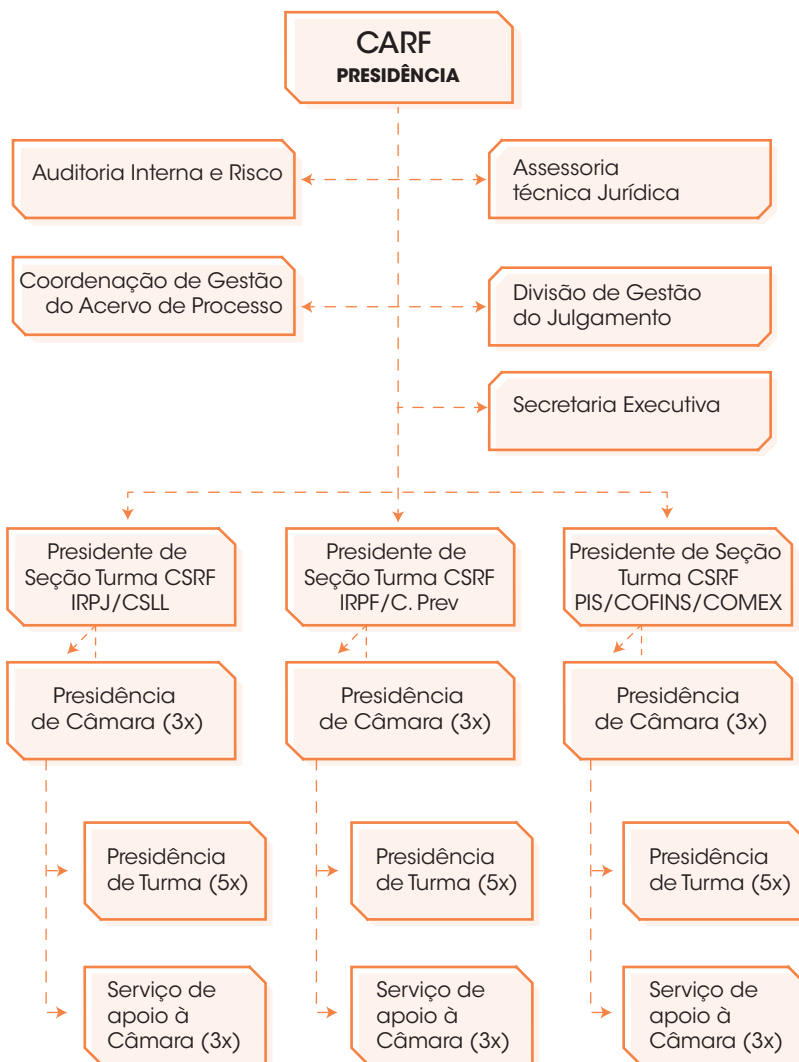 CARF
PRESIDÊNCIA
Auditoria Interna e Risco
Assessoria
técnica Jurídica
Coordenação de Gestão
do Acervo de Processo
Divisão de Gestão
do Julgamento
Secretaria Executiva
Presidente de
Seção Turma CSRF
IRPJ/CSLL
Presidente de
Seção Turma CSRF
IRPF/C. Prev
Presidente de Seção
Turma CSRF
PIS/COFINS/COMEX
Presidência
de Câmara (3x)
Presidência
de Câmara (3x)
Presidência
de Câmara (3x)
Presidência
de Turma (5x)
Presidência
de Turma (5x)
Presidência
de Turma (5x)
Serviço de
apoio à
Câmara (3x)
Serviço de
apoio à
Câmara (3x)
Serviço de
apoio à
Câmara (3x)